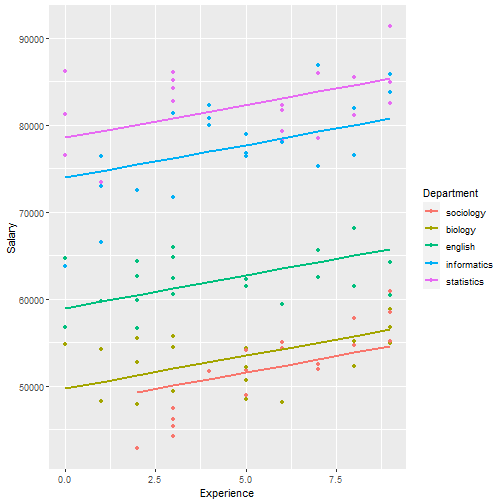 90000
80000
70000
60000
50000
Salary
0.0 2.5 5.0 7.5
Experience
Department
sociology
biology
english
informatics
statistics